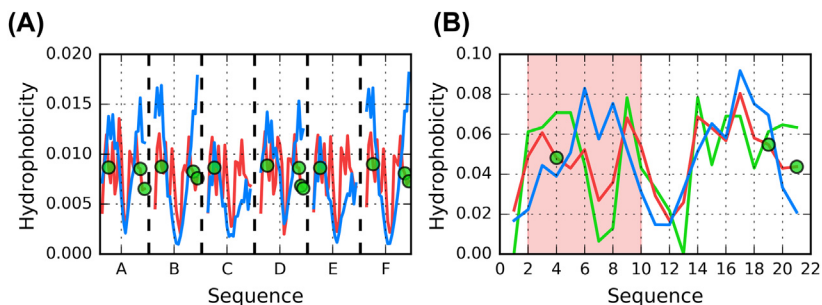 (A)
Hydrophobicity
0.020
0.015
0.010
0.005
0.000
A B C D E F
Sequence
(B)
Hydrophobicity
0.10
0.08
0.06
0.04
0.02
0.00
0 2 4 6 8 10 12 14 16 18 20 22
Sequence